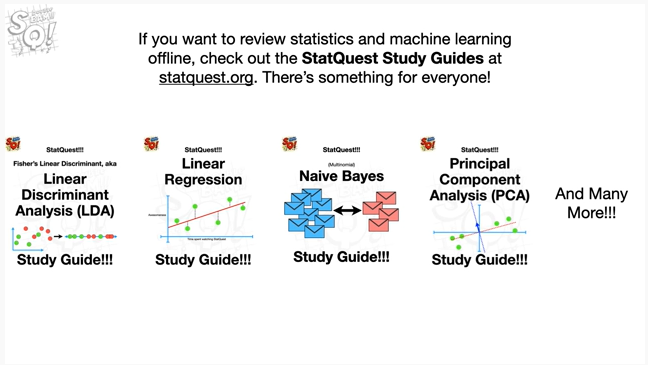 If you want to review statistics and machine learning
offline, check out the StatQuest Study Guides at
statquest.org. There's something for everyone!
StatQuest!!!
Fisher's Linear Discriminant, aka
Linear
Discriminant
Analysis (LDA)
Study Guide!!!
StatQuest!!!
Linear
Regression
Study Guide!!!
StatQuest!!!
(Multinomial)
Naive Bayes
Study Guide!!!
StatQuest!!!
Principal
Component
Analysis (PCA)
Study Guide!!!
And Many
More!!!